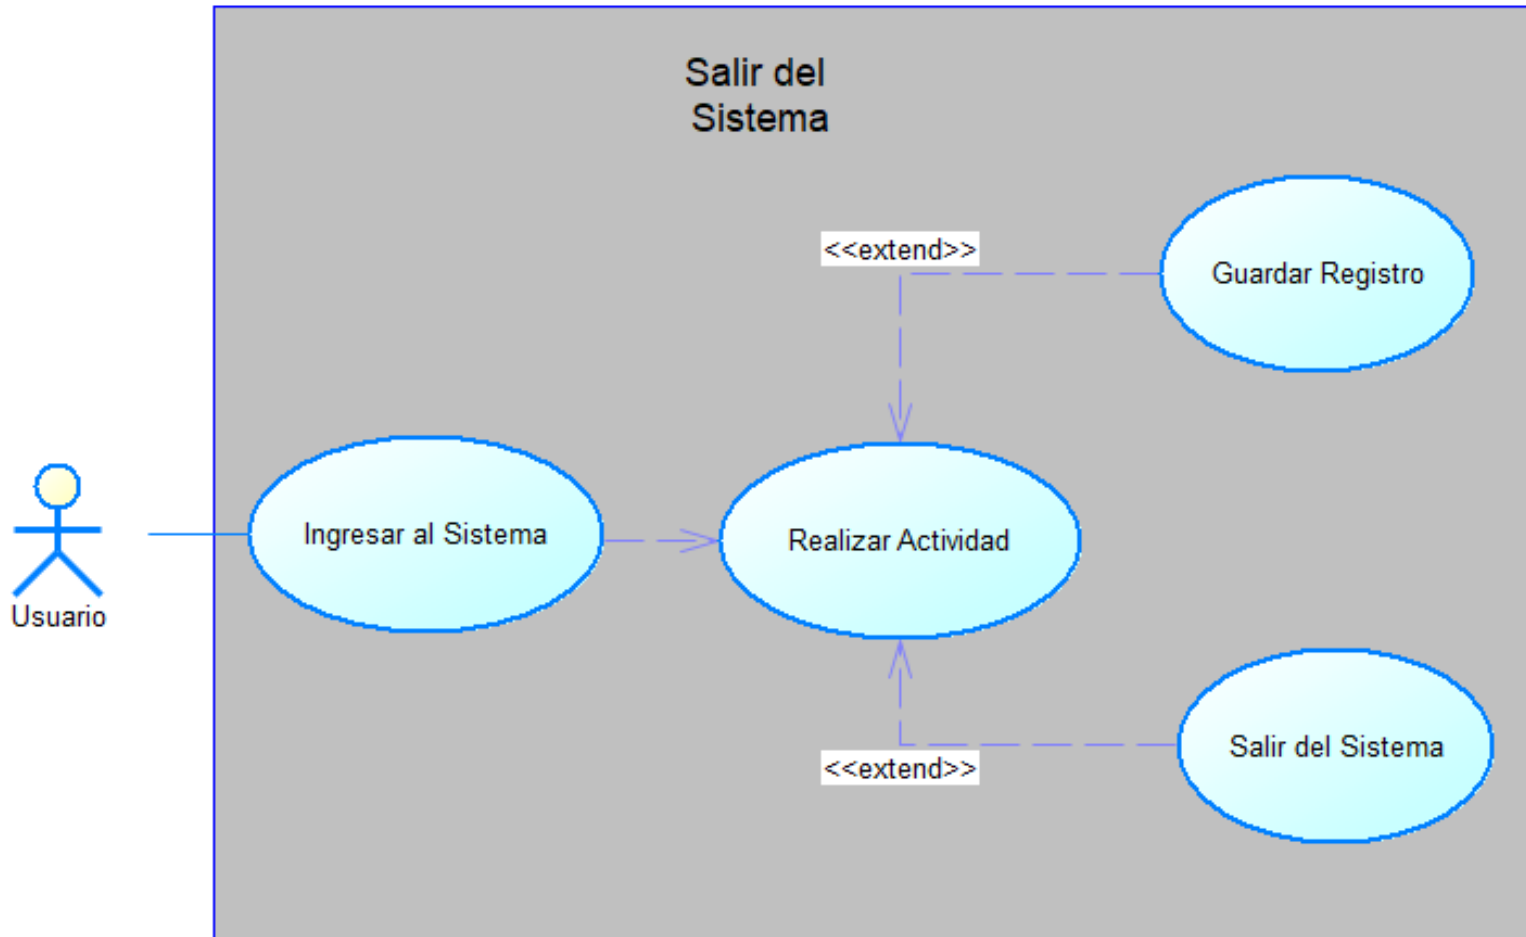 Salir del
Sistema
<<extend>>
Guardar Registro
Ingresar al Sistema
Realizar Actividad
Usuario
Salir del Sistema
<<extend>>